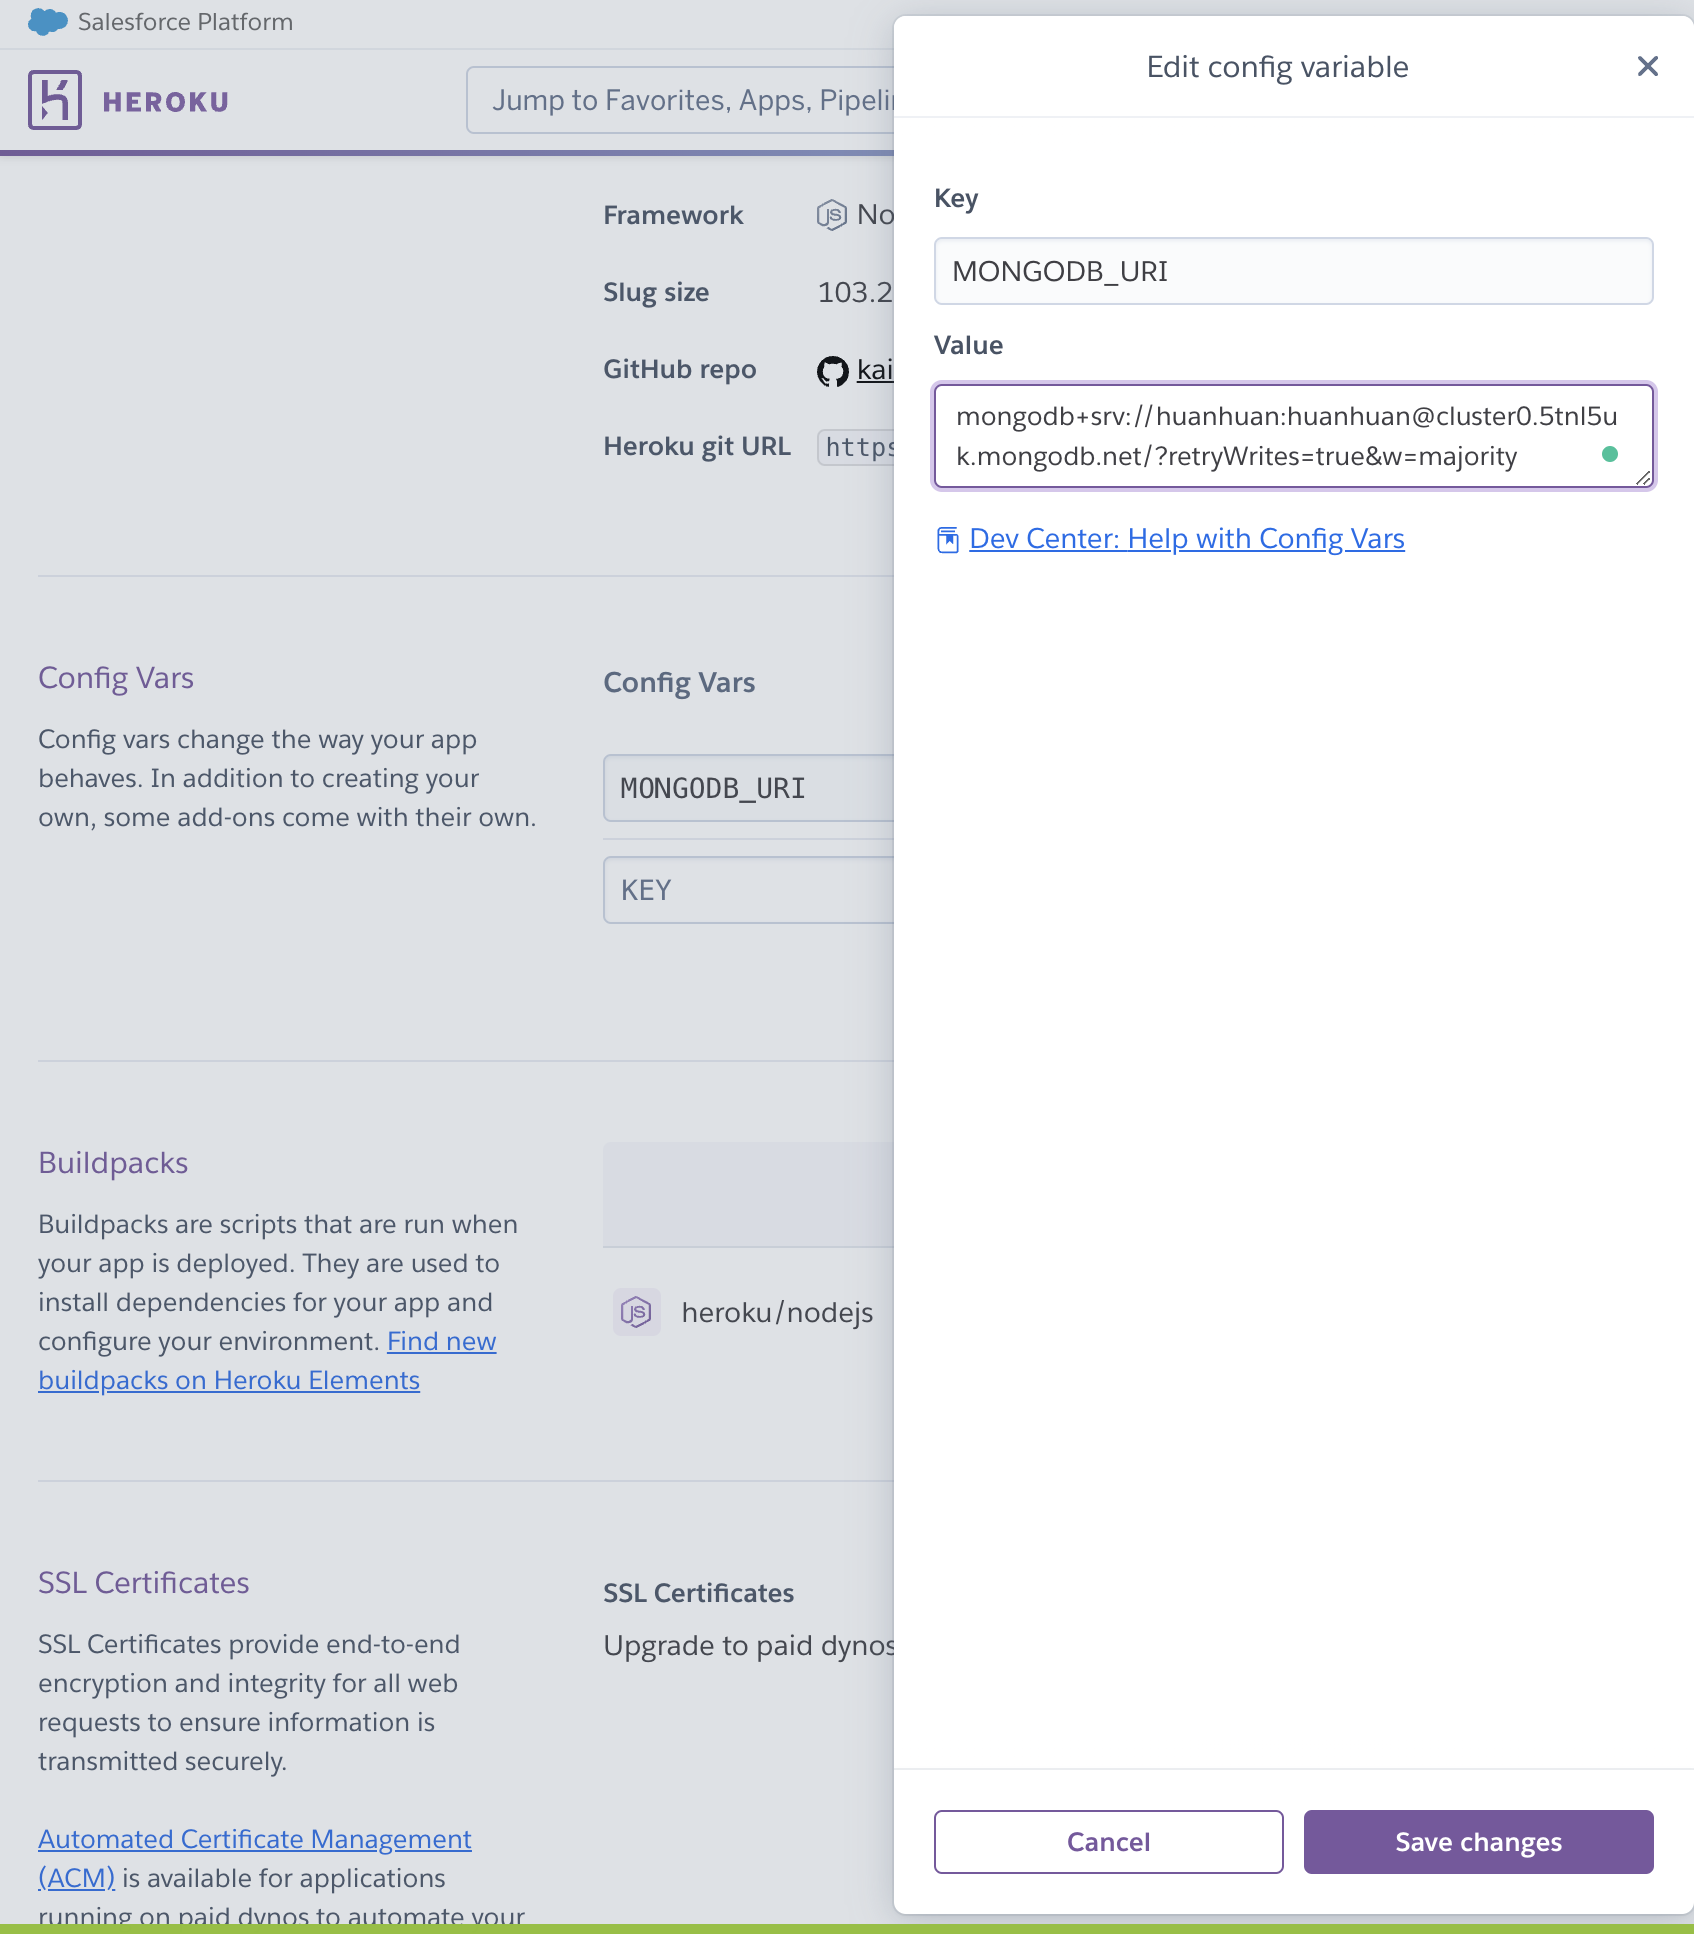 Salesforce Platform
HEROKU
Jump to Favorites, Apps, Pipeli
Framework
No
Slug size
103.2
GitHub repo
kai
Heroku git URL
https
Config Vars
Config vars change the way your app
behaves. In addition to creating your
own, some add-ons come with their own.
Config Vars
MONGODB_URI
KEY
Buildpacks
Buildpacks are scripts that are run when
your app is deployed. They are used to
install dependencies for your app and
configure your environment. Find new
buildpacks on Heroku Elements
heroku/nodejs
SSL Certificates
SSL Certificates provide end-to-end
encryption and integrity for all web
requests to ensure information is
transmitted securely.
Automated Certificate Management
(ACM) is available for applications
running on paid dynos to automate your
SSL Certificates
Upgrade to paid dynos
Edit config variable
Key
MONGODB_URI
Value
mongodb+srv://huanhuan:huanhuan@cluster0.5tnl5u
k.mongodb.net/?retryWrites=true&w=majority
Dev Center: Help with Config Vars
Cancel
Save changes